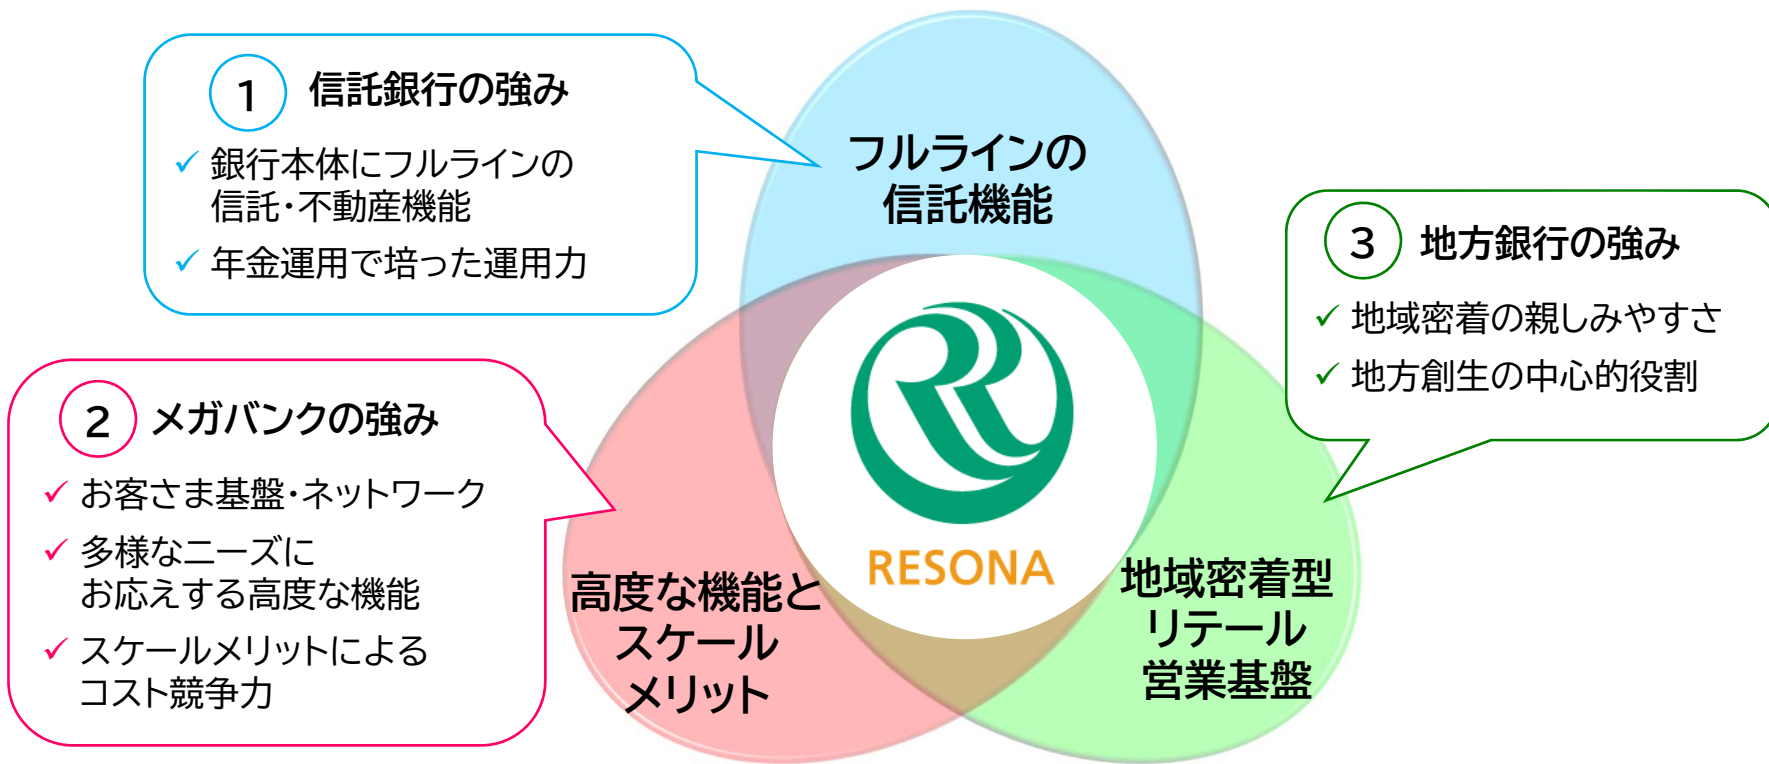 1 信託銀行の強み
✓ 銀行本体にフルラインの
信託・不動産機能
✓ 年金運用で培った運用力
フルラインの
信託機能
3 地方銀行の強み
✓ 地域密着の親しみやすさ
✓ 地方創生の中心的役割
2 メガバンクの強み
✓ お客さま基盤・ネットワーク
✓ 多様なニーズに
お応えする高度な機能
✓ スケールメリットによる
コスト競争力
RESONA
高度な機能と
スケール
メリット
地域密着型
リテール
営業基盤